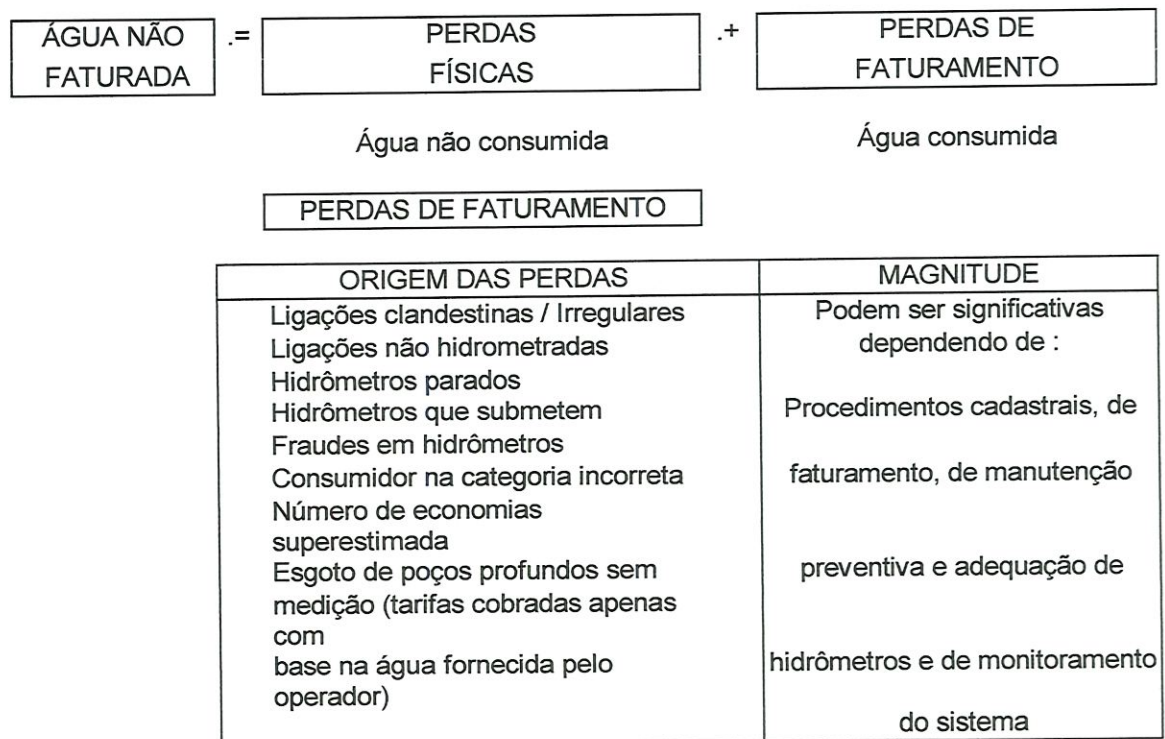 ÁGUA NÃO FATURADA .= PERDAS FÍSICAS .+ PERDAS DE FATURAMENTO
Água não consumida
Água consumida
PERDAS DE FATURAMENTO
ORIGEM DAS PERDAS
MAGNITUDE
Ligações clandestinas / Irregulares
Ligações não hidrometradas
Hidrômetros parados
Hidrômetros que submetem
Fraudes em hidrômetros
Consumidor na categoria incorreta
Número de economias
superestimada
Esgoto de poços profundos sem
medição (tarifas cobradas apenas
com
base na água fornecida pelo
operador)
Podem ser significativas
dependendo de :
Procedimentos cadastrais, de
faturamento, de manutenção
preventiva e adequação de
hidrômetros e de monitoramento
do sistema